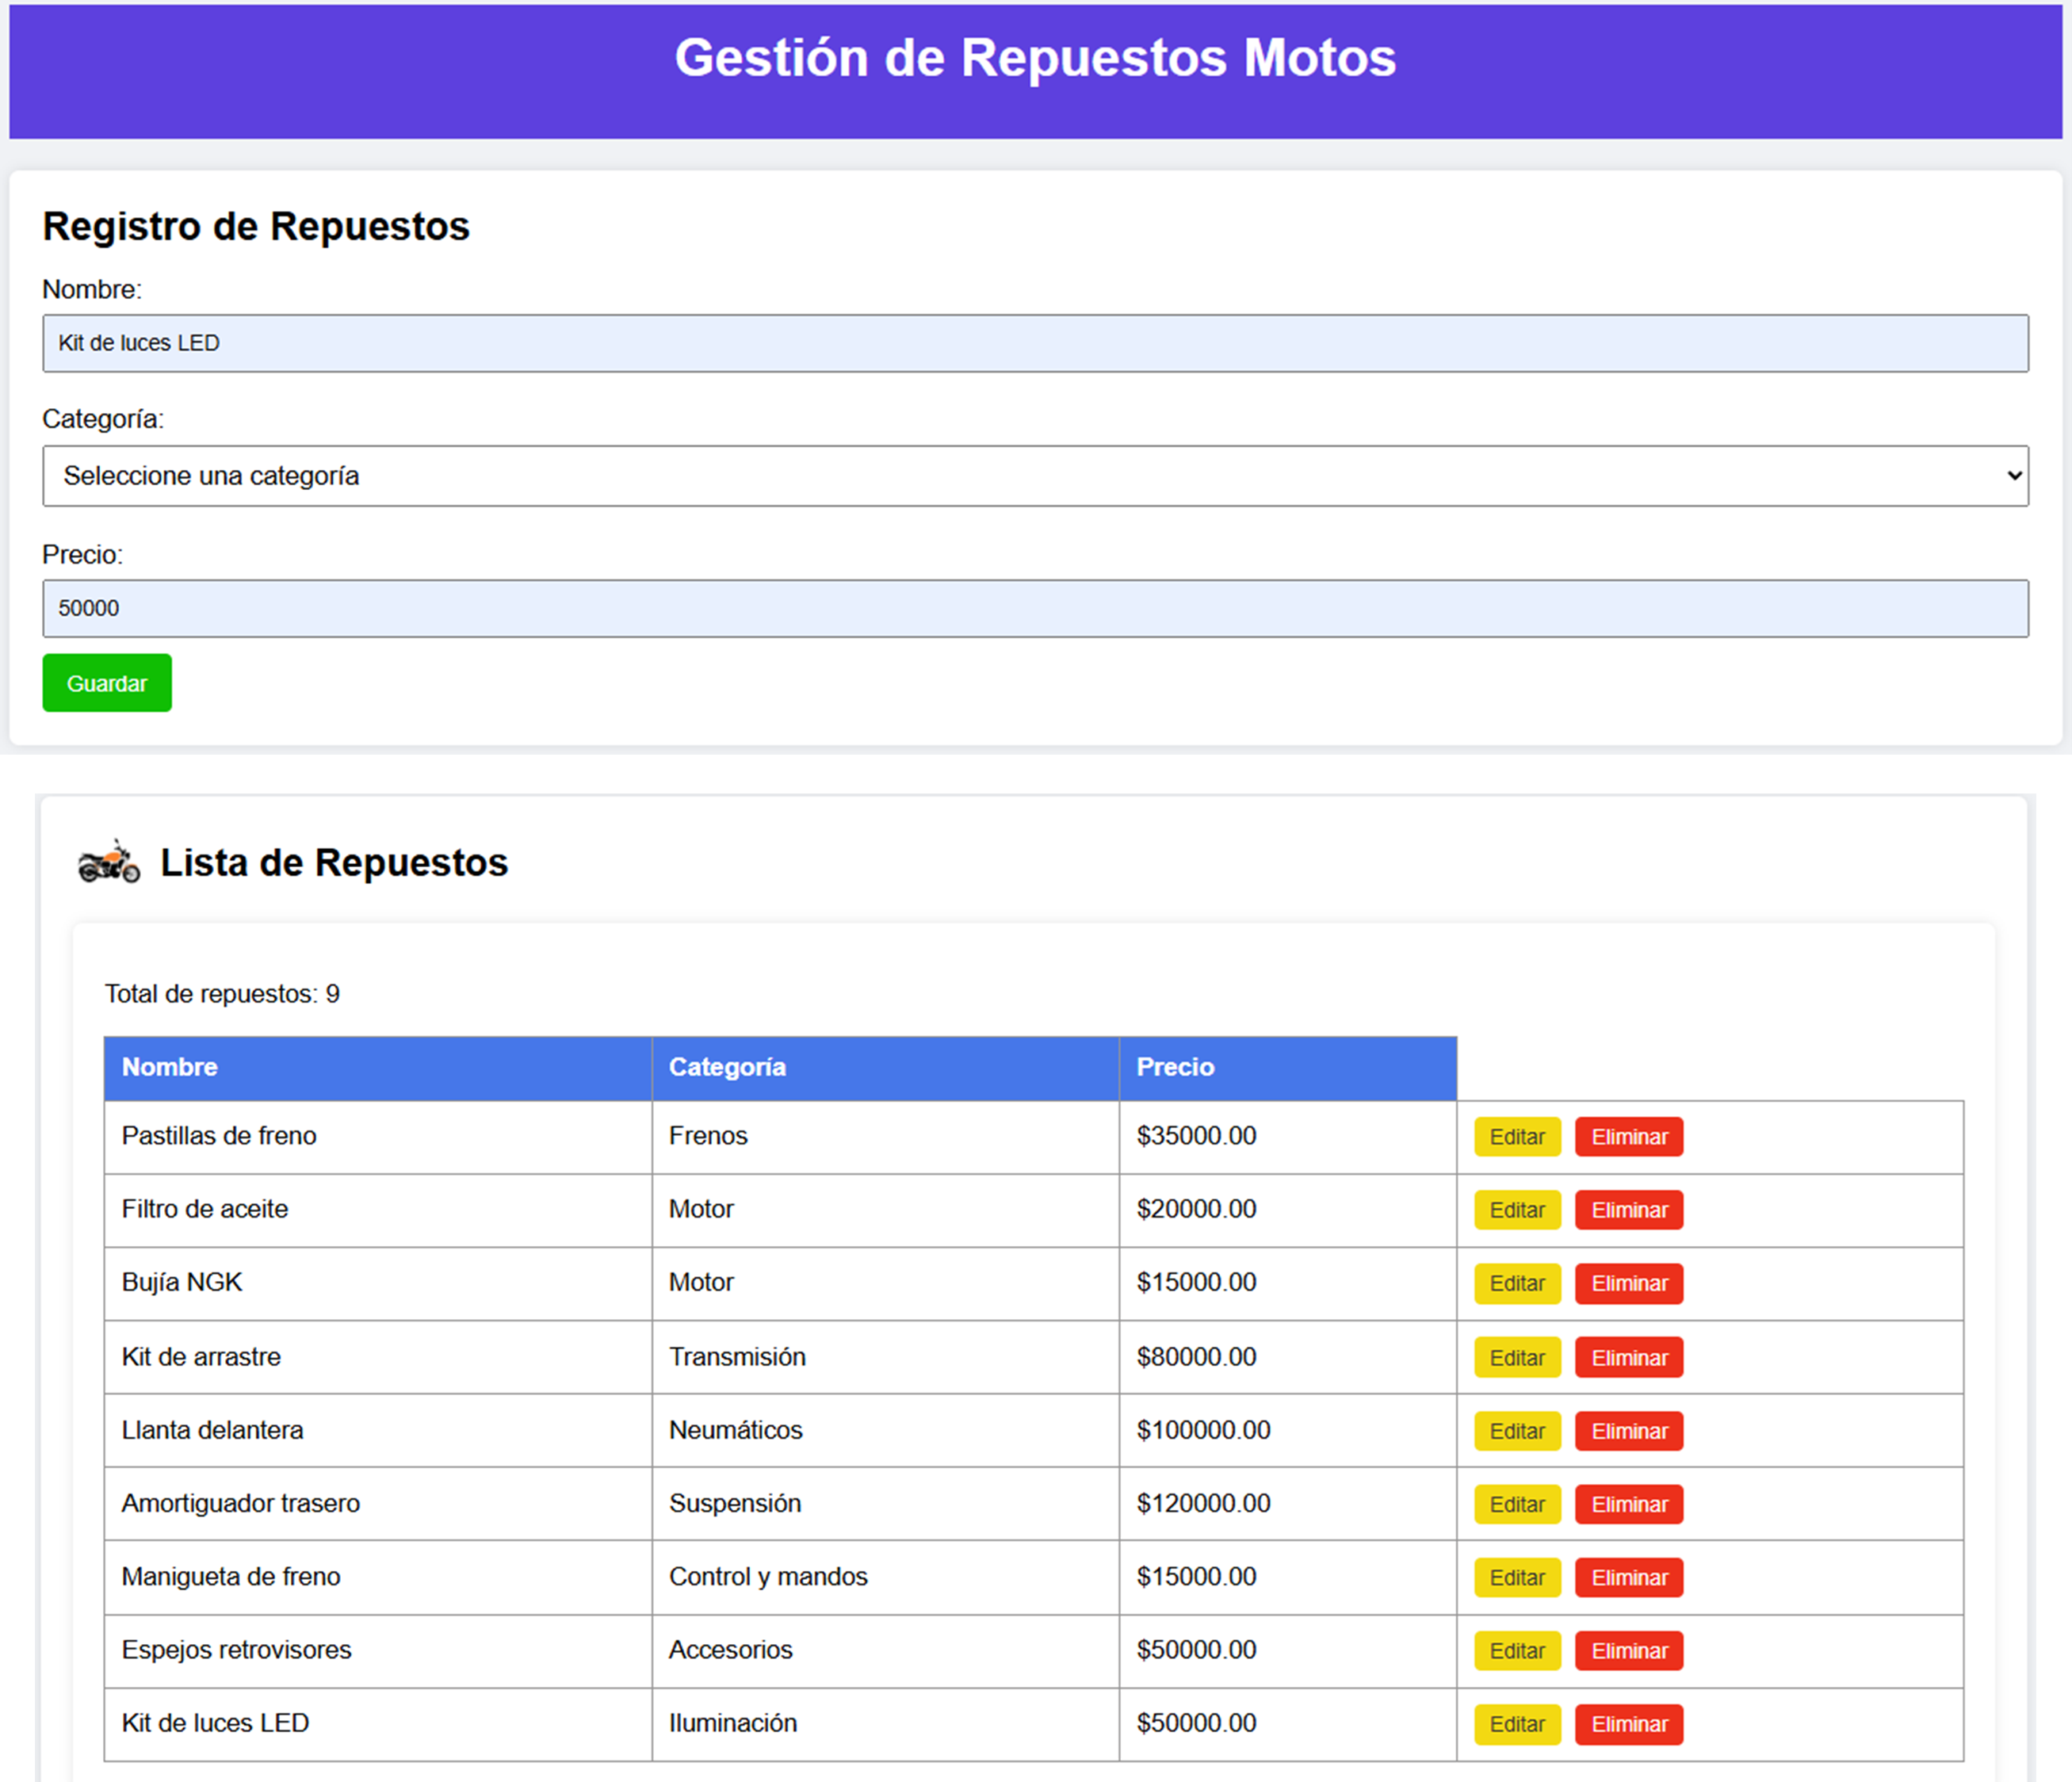 Gestión de Repuestos Motos
Registro de Repuestos
Nombre:
Kit de luces LED
Categoría:
Seleccione una categoría
Precio:
50000
Guardar
Lista de Repuestos
Total de repuestos: 9
Nombre Categoría Precio
Pastillas de freno Frenos $35000.00 Editar Eliminar
Filtro de aceite Motor $20000.00 Editar Eliminar
Bujía NGK Motor $15000.00 Editar Eliminar
Kit de arrastre Transmisión $80000.00 Editar Eliminar
Llanta delantera Neumáticos $100000.00 Editar Eliminar
Amortiguador trasero Suspensión $120000.00 Editar Eliminar
Manigueta de freno Control y mandos $15000.00 Editar Eliminar
Espejos retrovisores Accesorios $50000.00 Editar Eliminar
Kit de luces LED Iluminación $50000.00 Editar Eliminar